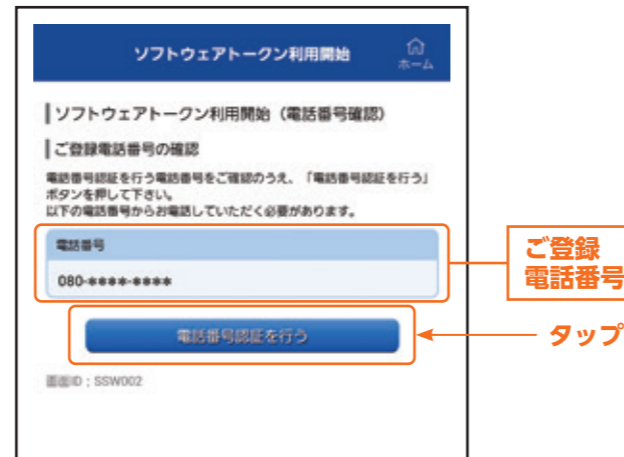 ソフトウェアトークン利用開始
ホーム
ソフトウェアトークン利用開始（電話番号確認）
ご登録電話番号の確認
電話番号認証を行う電話番号をご確認のうえ、「電話番号認証を行う」
ボタンを押して下さい。
以下の電話番号からお電話していただく必要があります。
電話番号
080-****-****
ご登録
電話番号
電話番号認証を行う
タップ
画面ID：SSW002